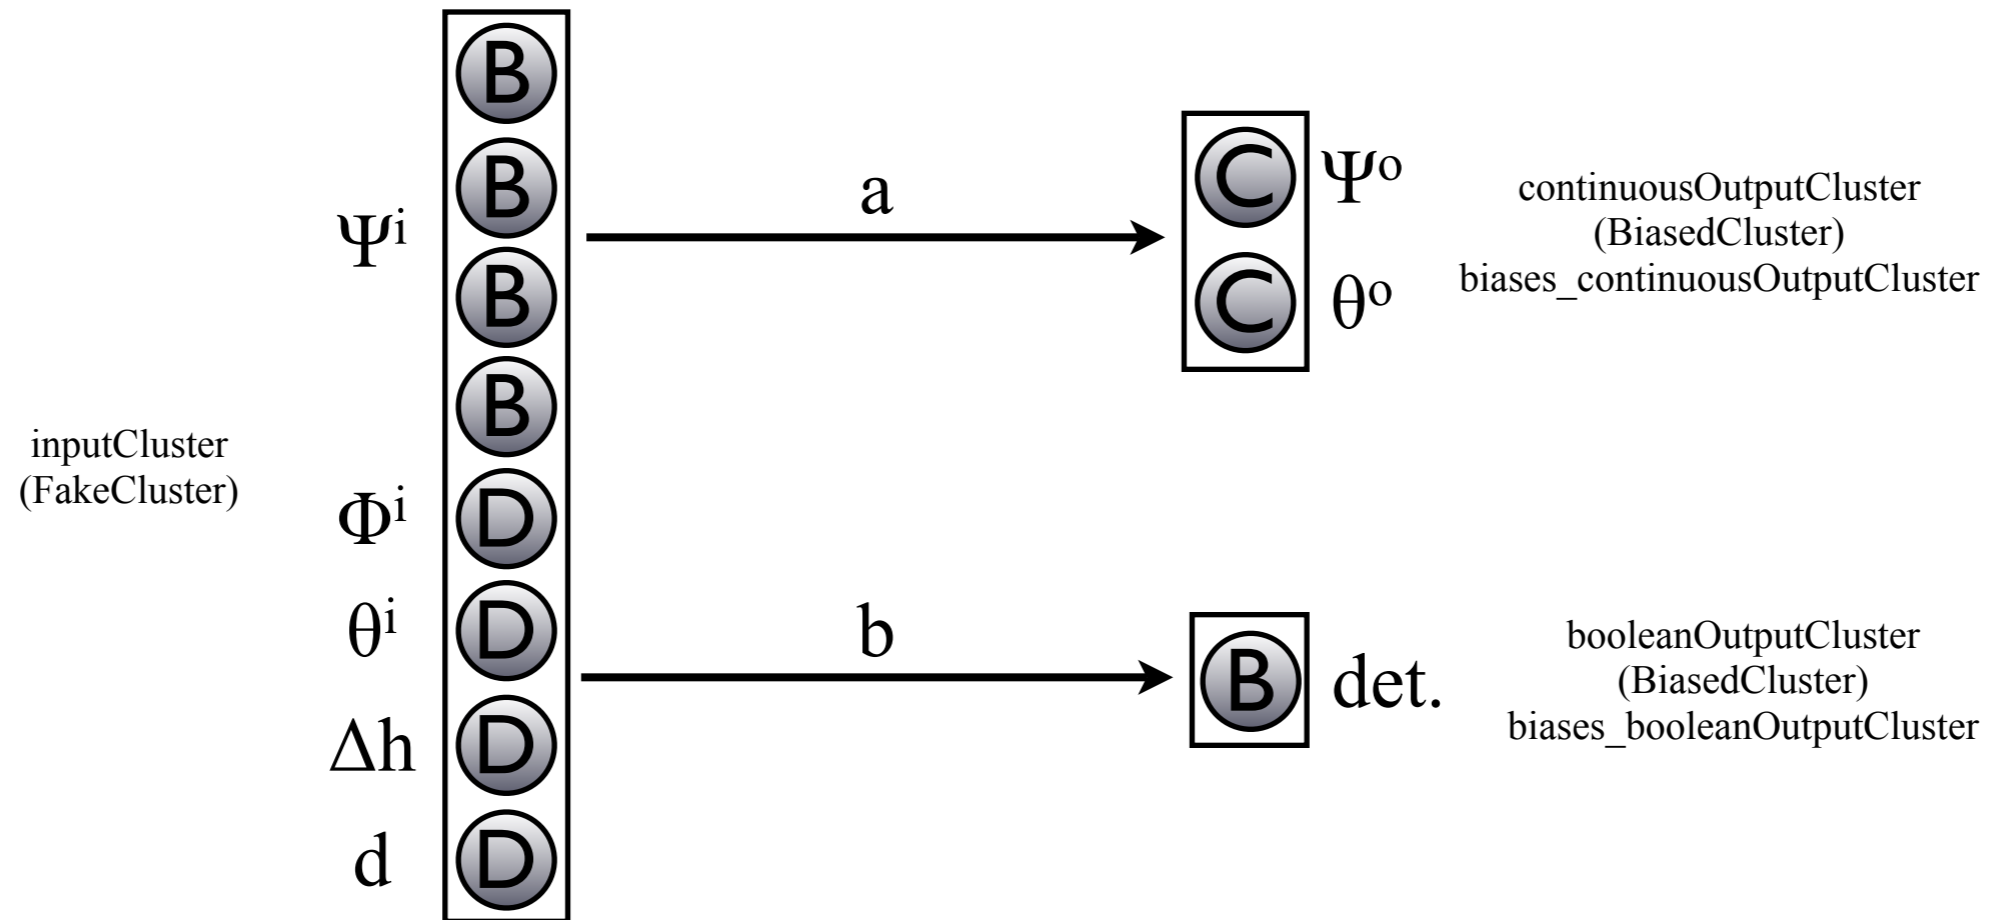 inputCluster
(FakeCluster)
Ψⁱ
Φⁱ
θⁱ
Δh
d
B
B
B
B
D
D
D
D
a
b
C
C
Ψᵒ
θᵒ
continuousOutputCluster
(BiasedCluster)
biases_continuousOutputCluster
B
det.
booleanOutputCluster
(BiasedCluster)
biases_booleanOutputCluster